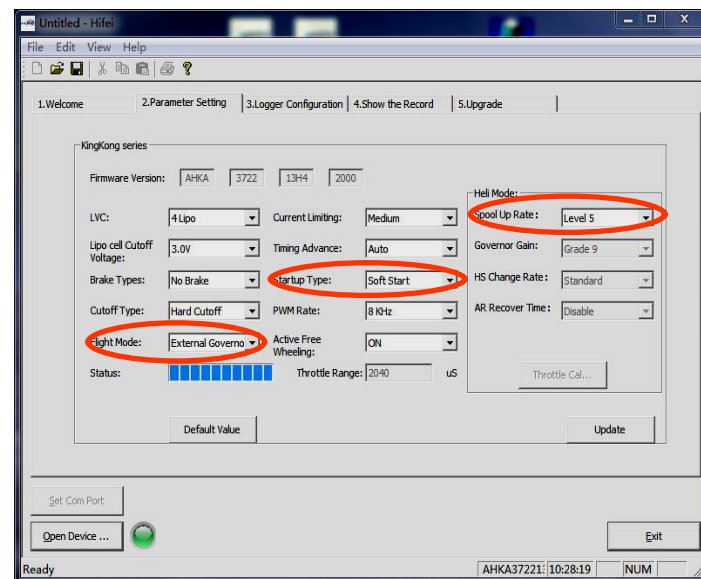 Untitled - Hifei
File Edit View Help
1.Welcome 2.Parameter Setting 3.Logger Configuration 4.Show the Record 5.Upgrade
KingKong series
Firmware Version: AHKA 3722 13H4 2000
Heli Mode:
LVC: 4 Lipo Current Limiting: Medium Spool Up Rate: Level 5
Lipo cell Cutoff Voltage: 3.0V Timing Advance: Auto Governor Gain: Grade 9
Brake Types: No Brake Startup Type: Soft Start HS Change Rate: Standard
Cutoff Type: Hard Cutoff PWM Rate: 8 KHz AR Recover Time: Disable
Flight Mode: External Governo Active Free Wheeling: ON
Status: Throttle Range: 2040 uS Throttle Cal...
Default Value Update
Set Com Port
Open Device ... Exit
Ready AHKA37221: 10:28:19 NUM